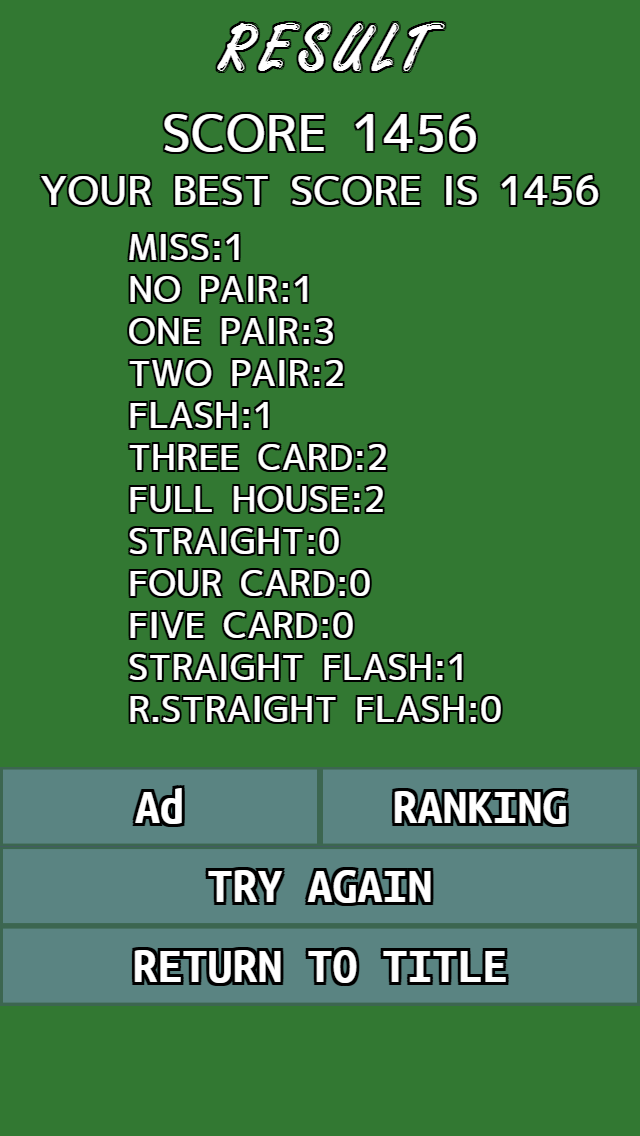 RESULT
SCORE 1456
YOUR BEST SCORE IS 1456
MISS:1
NO PAIR:1
ONE PAIR:3
TWO PAIR:2
FLASH:1
THREE CARD:2
FULL HOUSE:2
STRAIGHT:0
FOUR CARD:0
FIVE CARD:0
STRAIGHT FLASH:1
R.STRAIGHT FLASH:0
Ad RANKING
TRY AGAIN
RETURN TO TITLE